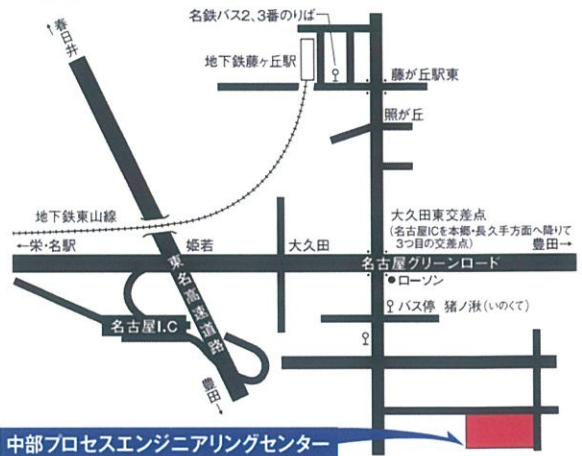 ↑春日井
名鉄バス2、3番のりば
地下鉄藤ヶ丘駅
藤が丘駅東
照が丘
地下鉄東山線
←栄・名駅
姫若
大久田
大久田東交差点
(名古屋ICを本郷・長久手方面へ降りて
3つ目の交差点)
豊田→
名古屋グリーンロード
東名高速道路
ローソン
名古屋I.C
バス停 猪ノ湫(いのくて)
豊田→
中部プロセスエンジニアリングセンター